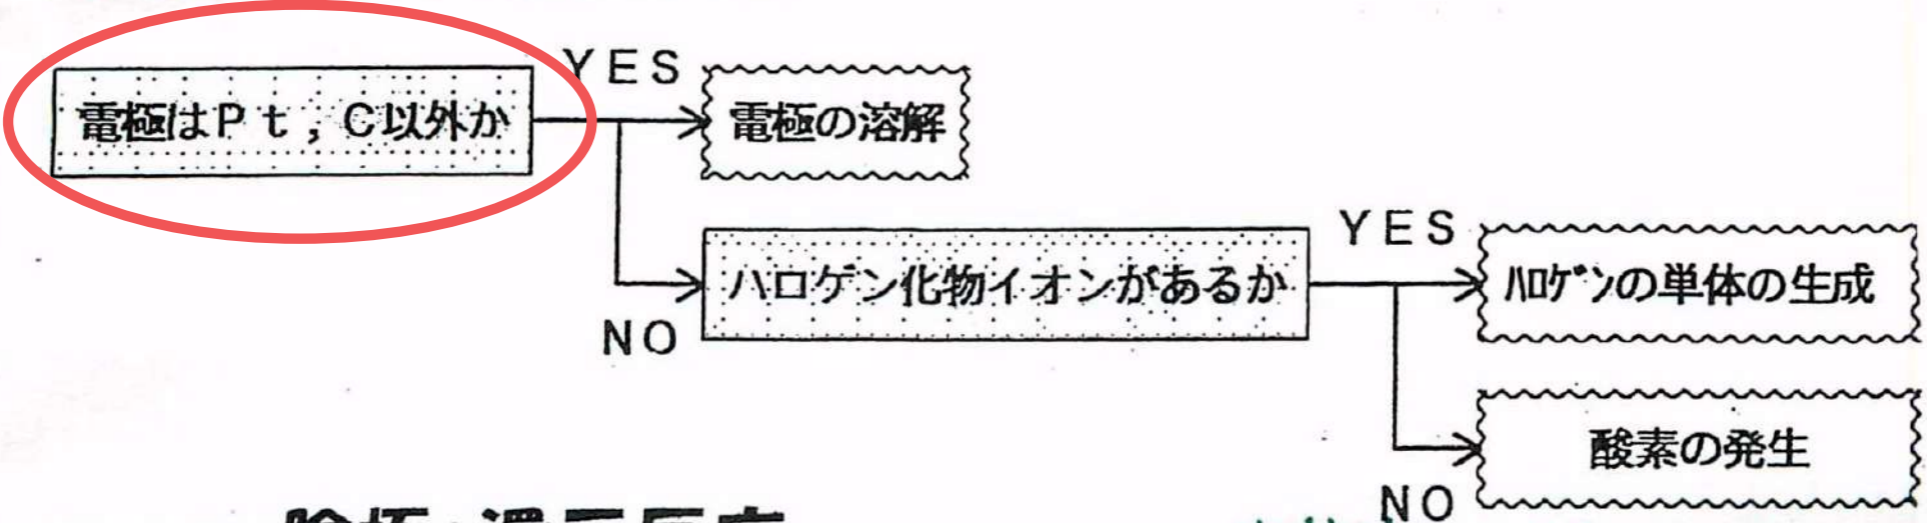 電極はPt,C以外か
YES
電極の溶解
NO
ハロゲン化物イオンがあるか
YES
ハロゲンの単体の生成
NO
酸素の発生